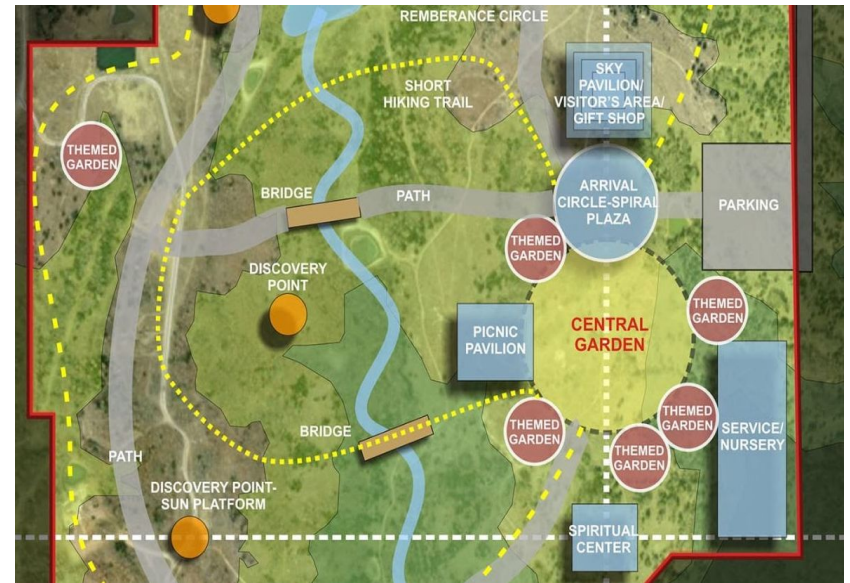 REMBERANCE CIRCLE
SKY
PAVILION/
VISITOR'S AREA/
GIFT SHOP
SHORT
HIKING TRAIL
THEMED
GARDEN
BRIDGE
PATH
ARRIVAL
CIRCLE-SPIRAL
PLAZA
PARKING
THEMED
GARDEN
DISCOVERY
POINT
THEMED
GARDEN
PICNIC
PAVILION
CENTRAL
GARDEN
THEMED
GARDEN
THEMED
GARDEN
THEMED
GARDEN
SERVICE/
NURSERY
BRIDGE
PATH
DISCOVERY POINT-
SUN PLATFORM
SPIRITUAL
CENTER